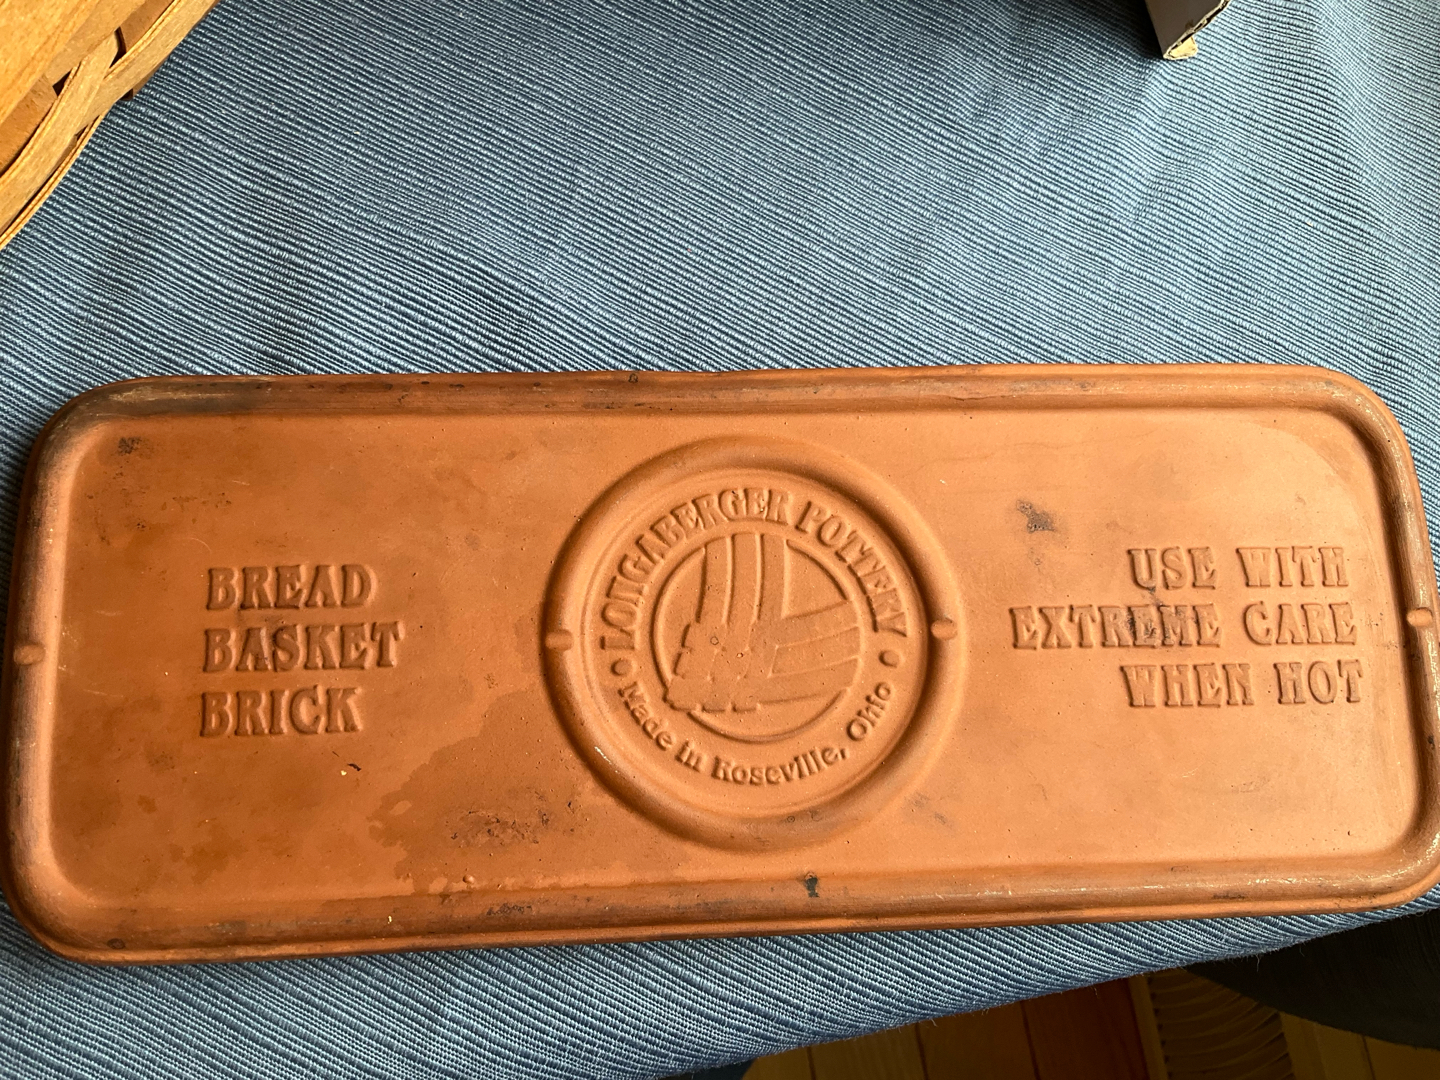 BREAD
BASKET
BRICK
LONGABERGER POTTERY
Made in Roseville, Ohio
USE WITH
EXTREME CARE
WHEN HOT